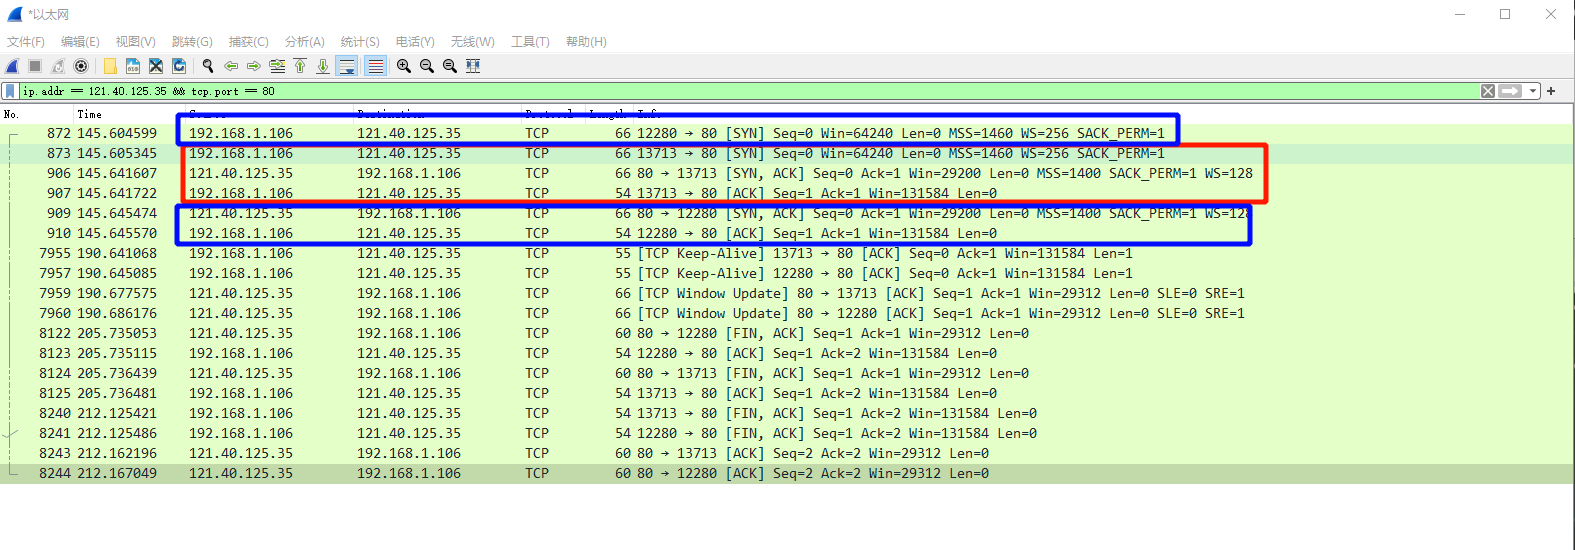 *以太网
文件(F) 编辑(E) 视图(V) 跳转(G) 捕获(C) 分析(A) 统计(S) 电话(Y) 无线(W) 工具(T) 帮助(H)
ip.addr == 121.40.125.35 && tcp.port == 80
No. Time
872 145.604599 192.168.1.106 121.40.125.35 TCP 66 12280 → 80 [SYN] Seq=0 Win=64240 Len=0 MSS=1460 WS=256 SACK_PERM=1
873 145.605345 192.168.1.106 121.40.125.35 TCP 66 13713 → 80 [SYN] Seq=0 Win=64240 Len=0 MSS=1460 WS=256 SACK_PERM=1
906 145.641607 121.40.125.35 192.168.1.106 TCP 66 80 → 13713 [SYN, ACK] Seq=0 Ack=1 Win=29200 Len=0 MSS=1400 SACK_PERM=1 WS=128
907 145.641722 192.168.1.106 121.40.125.35 TCP 54 13713 → 80 [ACK] Seq=1 Ack=1 Win=131584 Len=0
909 145.645474 121.40.125.35 192.168.1.106 TCP 66 80 → 12280 [SYN, ACK] Seq=0 Ack=1 Win=29200 Len=0 MSS=1400 SACK_PERM=1 WS=128
910 145.645570 192.168.1.106 121.40.125.35 TCP 54 12280 → 80 [ACK] Seq=1 Ack=1 Win=131584 Len=0
7955 190.641068 192.168.1.106 121.40.125.35 TCP 55 [TCP Keep-Alive] 13713 → 80 [ACK] Seq=0 Ack=1 Win=131584 Len=1
7957 190.645085 192.168.1.106 121.40.125.35 TCP 55 [TCP Keep-Alive] 12280 → 80 [ACK] Seq=0 Ack=1 Win=131584 Len=1
7959 190.677575 121.40.125.35 192.168.1.106 TCP 66 [TCP Window Update] 80 → 13713 [ACK] Seq=1 Ack=1 Win=29312 Len=0 SLE=0 SRE=1
7960 190.686176 121.40.125.35 192.168.1.106 TCP 66 [TCP Window Update] 80 → 12280 [ACK] Seq=1 Ack=1 Win=29312 Len=0 SLE=0 SRE=1
8122 205.735053 121.40.125.35 192.168.1.106 TCP 60 80 → 12280 [FIN, ACK] Seq=1 Ack=1 Win=29312 Len=0
8123 205.735115 192.168.1.106 121.40.125.35 TCP 54 12280 → 80 [ACK] Seq=1 Ack=2 Win=131584 Len=0
8124 205.736439 121.40.125.35 192.168.1.106 TCP 60 80 → 13713 [FIN, ACK] Seq=1 Ack=1 Win=29312 Len=0
8125 205.736481 192.168.1.106 121.40.125.35 TCP 54 13713 → 80 [ACK] Seq=1 Ack=2 Win=131584 Len=0
8240 212.125421 192.168.1.106 121.40.125.35 TCP 54 13713 → 80 [FIN, ACK] Seq=1 Ack=2 Win=131584 Len=0
8241 212.125486 192.168.1.106 121.40.125.35 TCP 54 12280 → 80 [FIN, ACK] Seq=1 Ack=2 Win=131584 Len=0
8243 212.162196 121.40.125.35 192.168.1.106 TCP 60 80 → 13713 [ACK] Seq=2 Ack=2 Win=29312 Len=0
8244 212.167049 121.40.125.35 192.168.1.106 TCP 60 80 → 12280 [ACK] Seq=2 Ack=2 Win=29312 Len=0